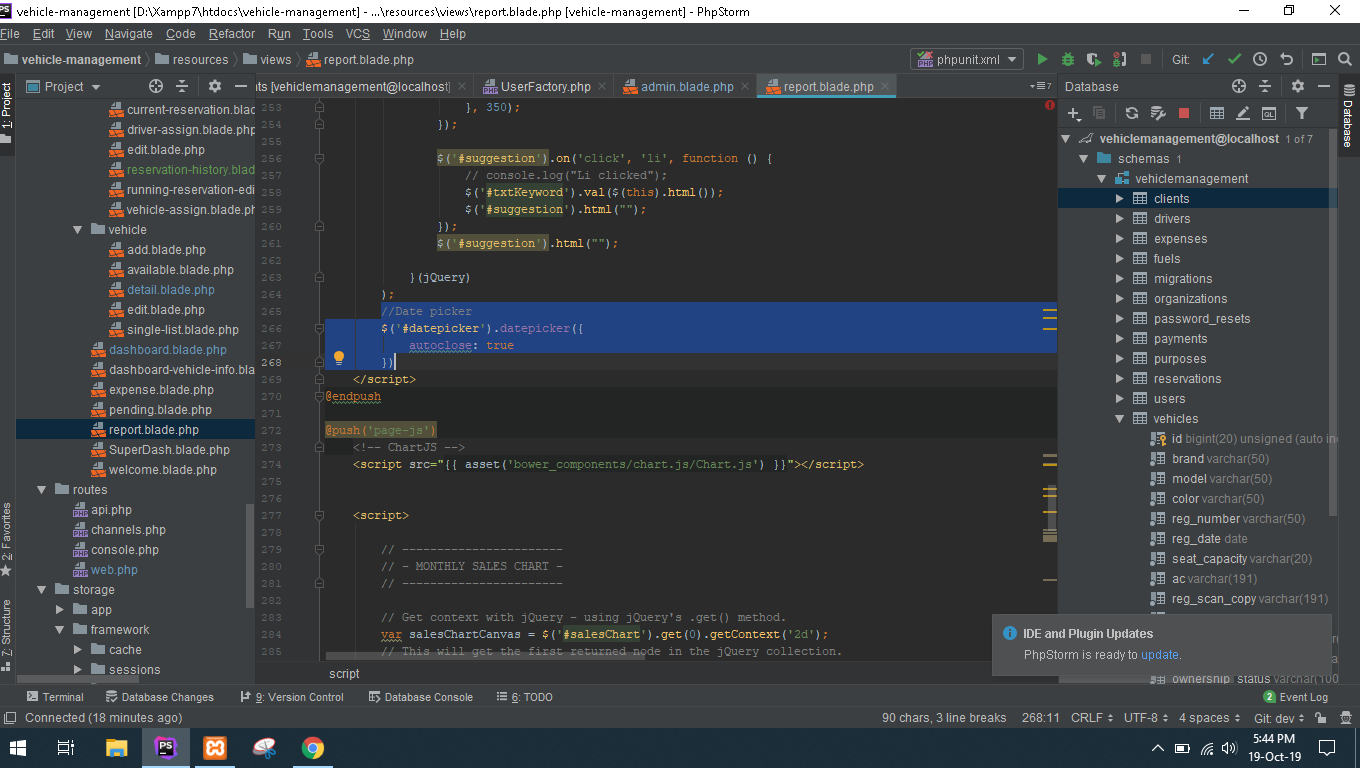 vehicle-management [D:\Xampp7\htdocs\vehicle-management] - ...\resources\views\report.blade.php [vehicle-management] - PhpStorm
File Edit View Navigate Code Refactor Run Tools VCS Window Help
vehicle-management resources views report.blade.php phpunit.xml Git:
1: Project
2: Favorites
7: Structure
Project
current-reservation.blade.php
driver-assign.blade.php
edit.blade.php
reservation-history.blad
running-reservation-edi
vehicle-assign.blade.ph
vehicle
add.blade.php
available.blade.php
detail.blade.php
edit.blade.php
single-list.blade.php
dashboard.blade.php
dashboard-vehicle-info.bla
expense.blade.php
pending.blade.php
report.blade.php
SuperDash.blade.php
welcome.blade.php
routes
api.php
channels.php
console.php
web.php
storage
app
framework
cache
sessions
ts [vehiclemanagement@localhost] UserFactory.php admin.blade.php report.blade.php
253 }, 350);
254 });
255
256 $('#suggestion').on('click', 'li', function () {
257 // console.log("Li clicked");
258 $('#txtKeyword').val($(this).html());
259 $('#suggestion').html("");
260 });
261 $('#suggestion').html("");
262
263 }(jQuery)
264 );
265 //Date picker
266 $('#datepicker').datepicker({
267 autoclose: true
268 })
269 </script>
270 @endpush
271
272 @push('page-js')
273 <!-- ChartJS -->
274 <script src="{{ asset('bower_components/chart.js/Chart.js') }}"></script>
275
276
277 <script>
278
279 // -----------------------
280 // - MONTHLY SALES CHART -
281 // -----------------------
282
283 // Get context with jQuery - using jQuery's .get() method.
284 var salesChartCanvas = $('#salesChart').get(0).getContext('2d');
285 // This will get the first returned node in the jQuery collection.
script
Database
Database
vehiclemanagement@localhost 1 of 7
schemas 1
vehiclemanagement
clients
drivers
expenses
fuels
migrations
organizations
password_resets
payments
purposes
reservations
users
vehicles
id bigint(20) unsigned (auto in
brand varchar(50)
model varchar(50)
color varchar(50)
reg_number varchar(50)
reg_date date
seat_capacity varchar(20)
ac varchar(191)
reg_scan_copy varchar(191)
ownership_status varchar(100
IDE and Plugin Updates
PhpStorm is ready to update.
Terminal Database Changes 9: Version Control Database Console 6: TODO 2 Event Log
Connected (18 minutes ago) 90 chars, 3 line breaks 268:11 CRLF UTF-8 4 spaces Git: dev
5:44 PM
19-Oct-19